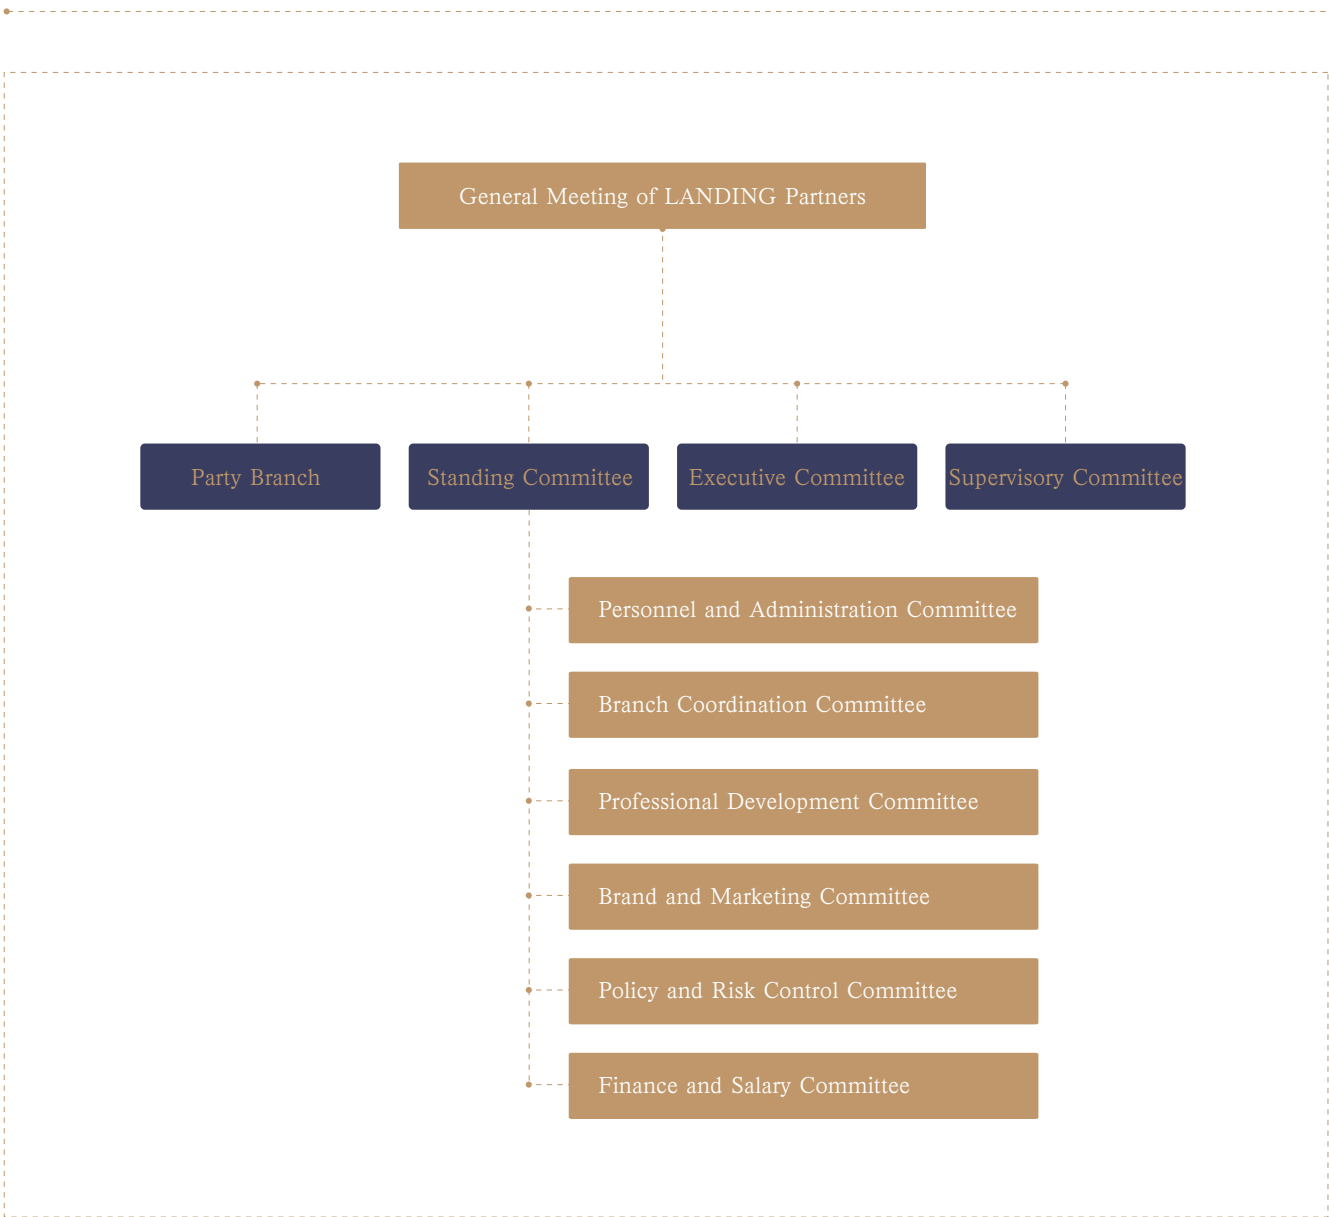 General Meeting of LANDING Partners
Party Branch
Standing Committee
Executive Committee
Supervisory Committee
Personnel and Administration Committee
Branch Coordination Committee
Professional Development Committee
Brand and Marketing Committee
Policy and Risk Control Committee
Finance and Salary Committee